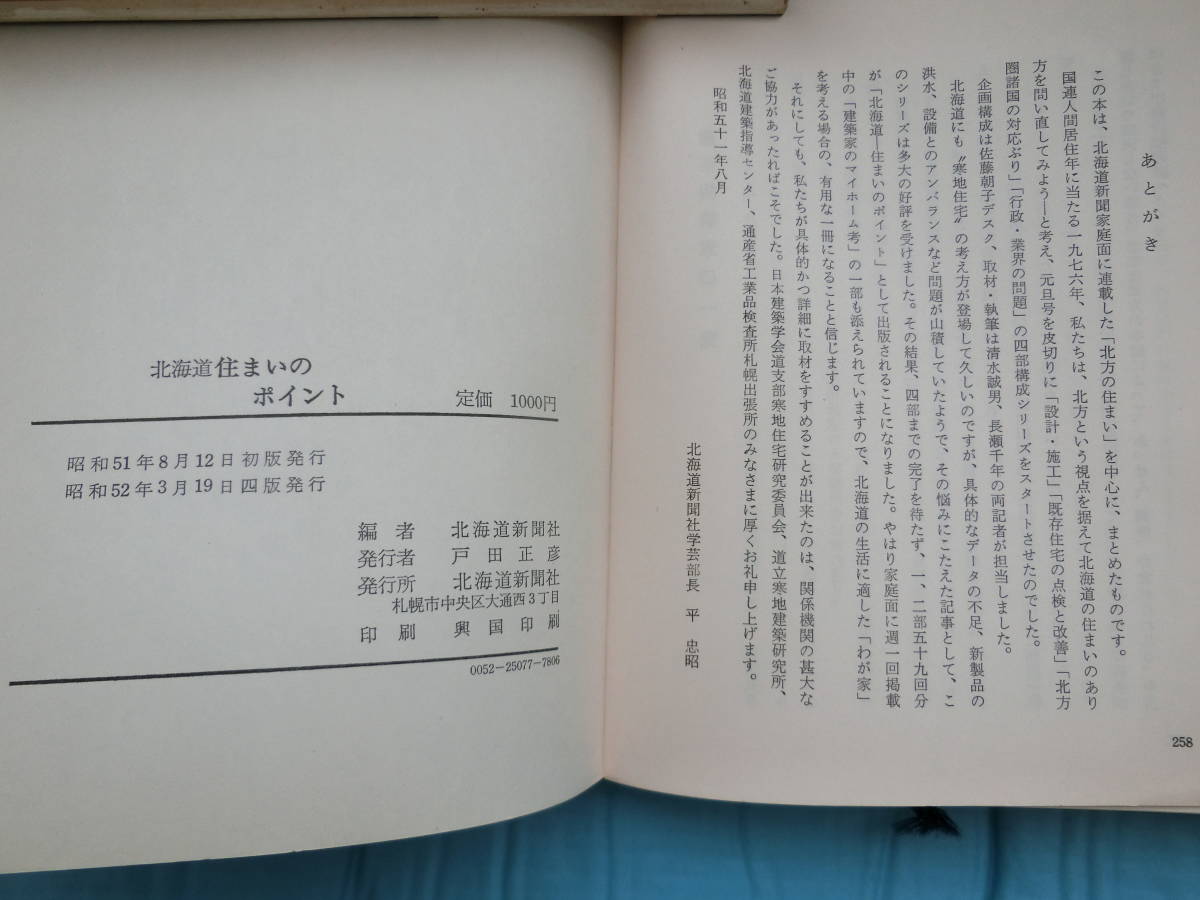 あとがき
この本は、北海道新聞家庭面に連載した「北方の住まい」を中心に、まとめたものです。
国連人間居住年に当たる一九七六年、私たちは、北方という視点を据えて北海道の住まいのあり
方を問い直してみよう―と考え、元旦号を皮切りに「設計・施工」「既存住宅の点検と改善」「北方
圏諸国の対応ぶり」「行政・業界の問題」の四部構成シリーズをスタートさせたのでした。
企画構成は佐藤朝子デスク、取材・執筆は清水誠男、長瀬千年の両記者が担当しました。
北海道にも〝寒地住宅〟の考え方が登場して久しいのですが、具体的なデータの不足、新製品の
洪水、設備とのアンバランスなど問題が山積していたようで、その悩みにこたえた記事として、こ
のシリーズは多大の好評を受けました。その結果、四部までの完了を待たず、一、二部五十九回分
が「北海道―住まいのポイント」として出版されることになりました。やはり家庭面に週一回掲載
中の「建築家のマイホーム考」の一部も添えられていますので、北海道の生活に適した「わが家」
を考える場合の、有用な一冊になることと信じます。
それにしても、私たちが具体的かつ詳細に取材をすすめることが出来たのは、関係機関の甚大な
ご協力があったればこそでした。日本建築学会道支部寒地住宅研究委員会、道立寒地建築研究所、
北海道建築指導センター、通産省工業品検査所札幌出張所のみなさまに厚くお礼申し上げます。
昭和五十一年八月
北海道新聞社学芸部長 平 忠昭
258
北海道住まいの
ポイント 定価 1000円
昭和51年8月12日初版発行
昭和52年3月19日四版発行
編者 北海道新聞社
発行者 戸田正彦
発行所 北海道新聞社
札幌市中央区大通西3丁目
印刷 興国印刷
0052-25077-7806